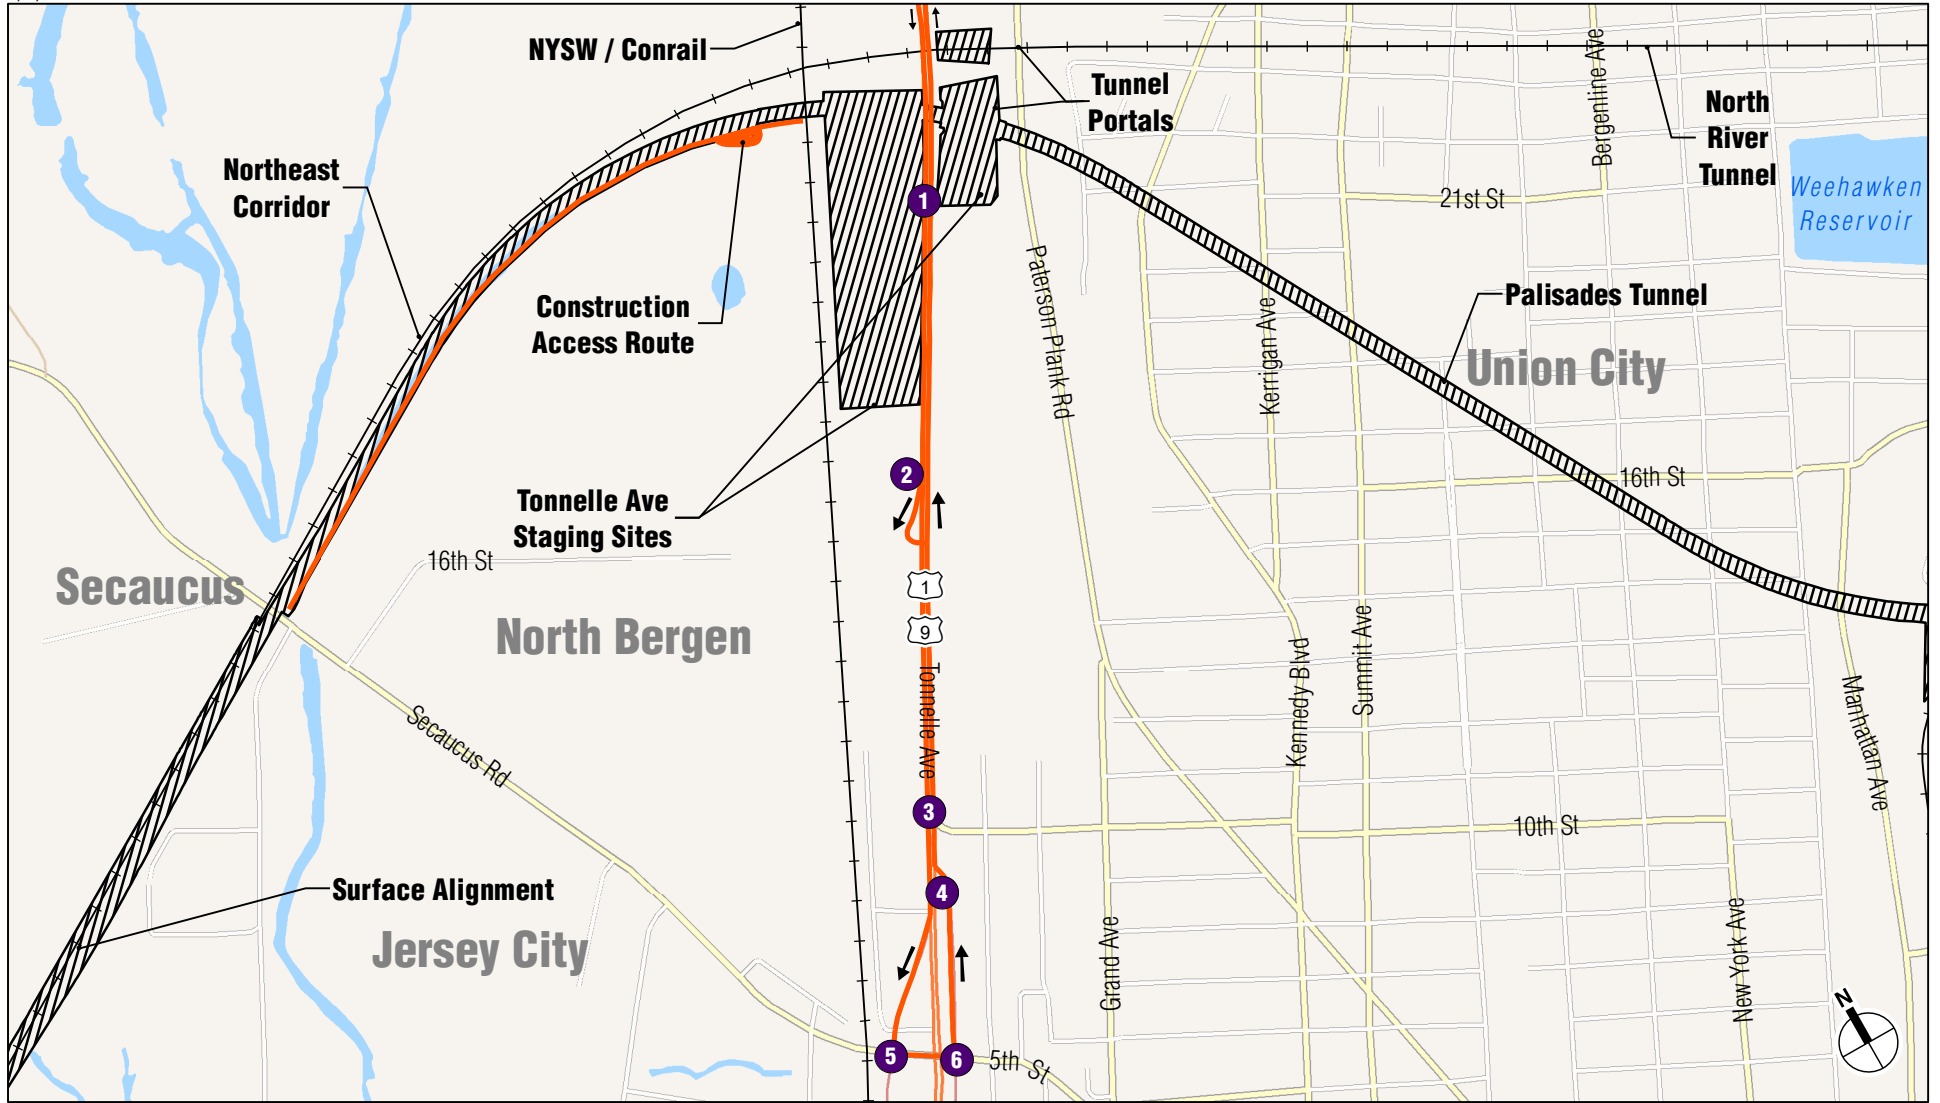 NYSW / Conrail
Tunnel
Portals
Bergenline Ave
North
River
Tunnel
Northeast
Corridor
1
21st St
Weehawken
Reservoir
Paterson Plank Rd
Construction
Access Route
Kerrigan Ave
Palisades Tunnel
Union City
2
16th St
Tonnelle Ave
Staging Sites
16th St
Secaucus
1
9
North Bergen
Tonnelle Ave
Kennedy Blvd
Summit Ave
Manhattan Ave
Secaucus Rd
3
10th St
Surface Alignment
4
Jersey City
Grand Ave
New York Ave
N
5
6
5th St